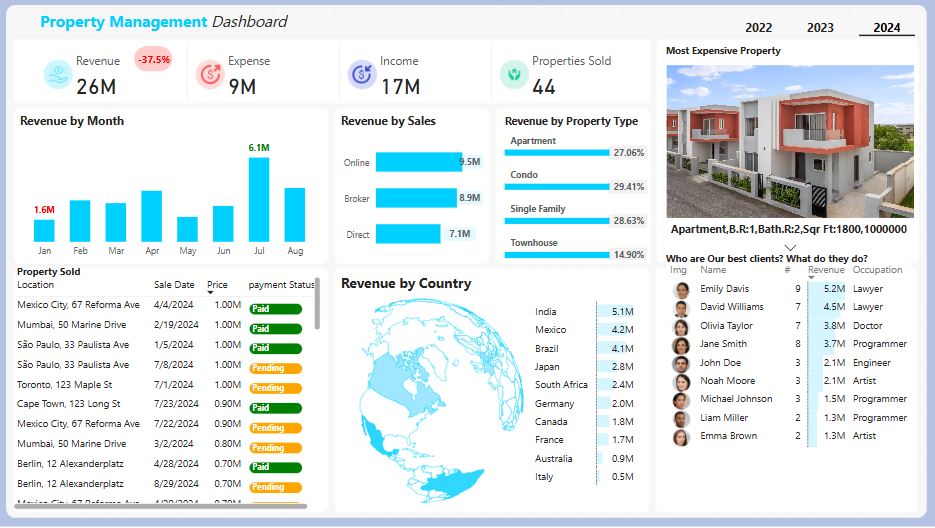 Property Management Dashboard
2022 2023 2024
Revenue -37.5%
26M
Expense
9M
Income
17M
Properties Sold
44
Revenue by Month
6.1M
1.6M
Jan Feb Mar Apr May Jun Jul Aug
Revenue by Sales
Online 9.5M
Broker 8.9M
Direct 7.1M
Revenue by Property Type
Apartment
27.06%
Condo
29.41%
Single Family
28.63%
Townhouse
14.90%
Most Expensive Property
Apartment,B.R:1,Bath.R:2,Sqr Ft:1800,1000000
Property Sold
Location Sale Date Price payment Status
Mexico City, 67 Reforma Ave 4/4/2024 1.00M Paid
Mumbai, 50 Marine Drive 2/19/2024 1.00M Paid
São Paulo, 33 Paulista Ave 1/5/2024 1.00M Paid
São Paulo, 33 Paulista Ave 7/8/2024 1.00M Pending
Toronto, 123 Maple St 7/1/2024 1.00M Pending
Cape Town, 123 Long St 7/23/2024 0.90M Paid
Mexico City, 67 Reforma Ave 7/22/2024 0.90M Pending
Mumbai, 50 Marine Drive 3/2/2024 0.80M Pending
Berlin, 12 Alexanderplatz 4/28/2024 0.70M Paid
Berlin, 12 Alexanderplatz 8/29/2024 0.70M Pending
Mexico City, 67 Reforma Ave
Revenue by Country
India 5.1M
Mexico 4.2M
Brazil 4.1M
Japan 2.8M
South Africa 2.4M
Germany 2.0M
Canada 1.8M
France 1.7M
Australia 0.9M
Italy 0.5M
Who are Our best clients? What do they do?
Img Name # Revenue Occupation
Emily Davis 9 5.2M Lawyer
David Williams 7 4.5M Lawyer
Olivia Taylor 7 3.8M Doctor
Jane Smith 8 3.7M Programmer
John Doe 3 2.1M Engineer
Noah Moore 3 2.1M Artist
Michael Johnson 3 1.5M Programmer
Liam Miller 2 1.3M Programmer
Emma Brown 2 1.3M Artist